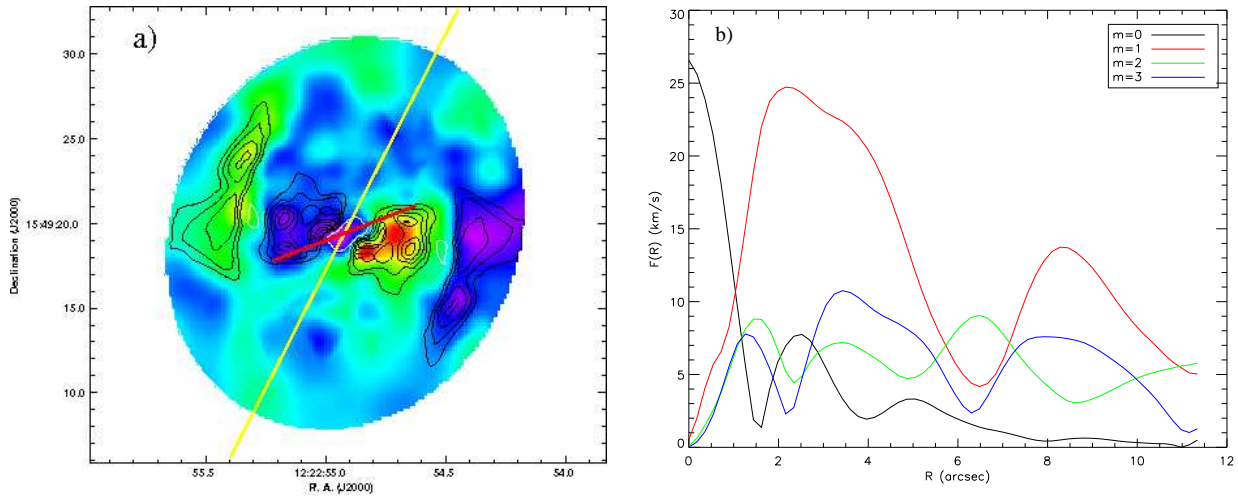 a)
30.0
25.0
15:49:20.0
15.0
10.0
Declination (J2000)
55.5
12:22:55.0
54.5
54.0
R. A. (J2000)
b)
m=0
m=1
m=2
m=3
30
25
20
15
10
5
0
F(R) (km/s)
0
2
4
6
8
10
12
R (arcsec)